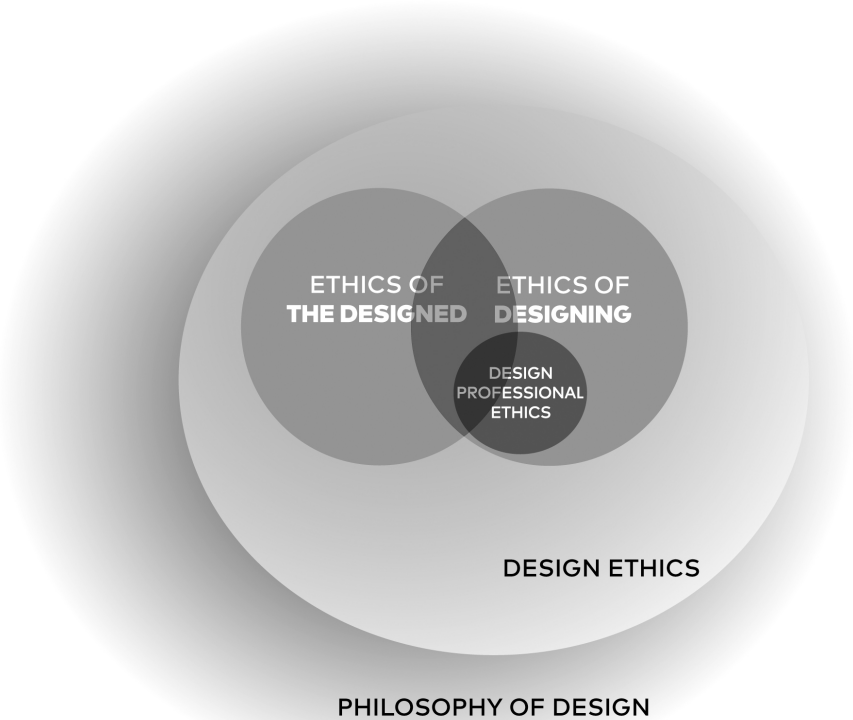 ETHICS OF
THE DESIGNED
ETHICS OF
DESIGNING
DESIGN
PROFESSIONAL
ETHICS
DESIGN ETHICS
PHILOSOPHY OF DESIGN